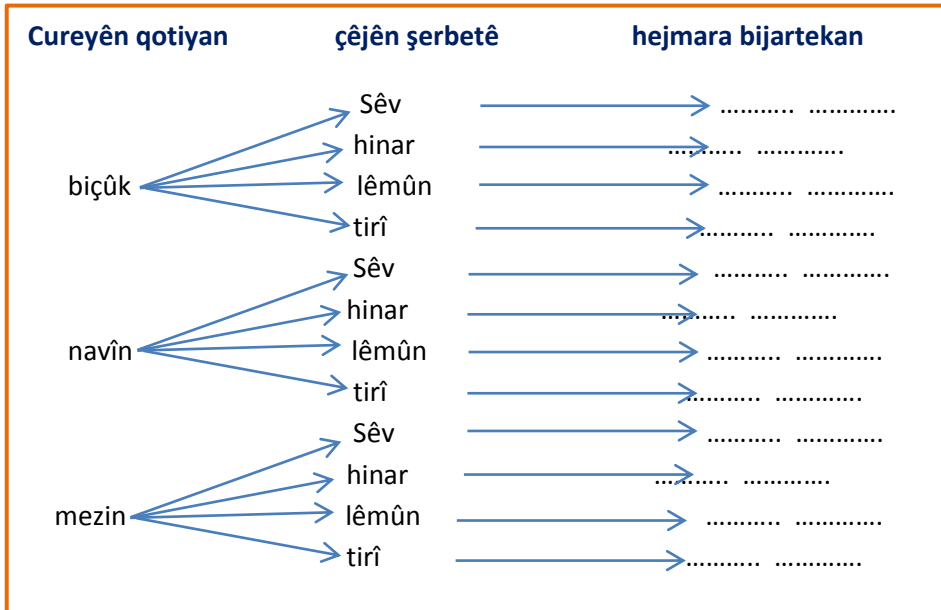 Cureyên qotiyan çêjên şerbetê hejmara bijartekan
Sêv ……….. ………….
hinar ……….. ………….
biçûk lêmûn ……….. ………….
tirî ……….. ………….
Sêv ……….. ………….
hinar ……….. ………….
navîn lêmûn ……….. ………….
tirî ……….. ………….
Sêv ……….. ………….
hinar ……….. ………….
mezin lêmûn ……….. ………….
tirî ……….. ………….